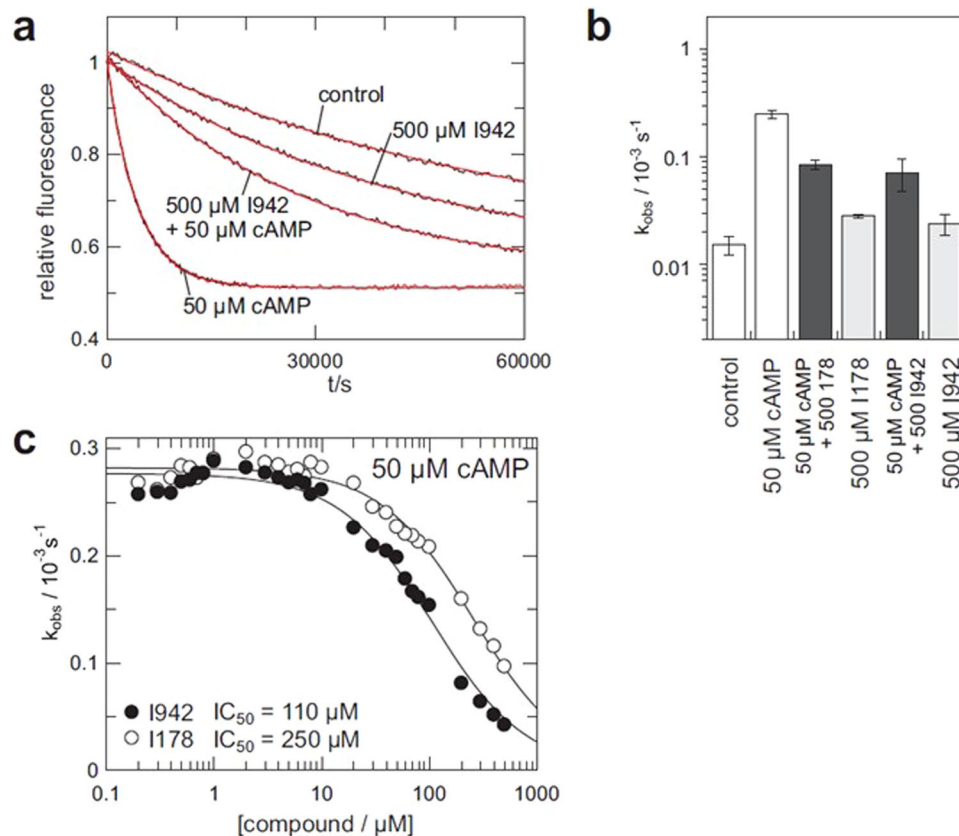 a
relative fluorescence
1
0.8
0.6
0.4
0
30000
60000
t/s
control
500 µM I942
500 µM I942
+ 50 µM cAMP
50 µM cAMP
b
k_obs / 10^-3 s^-1
1
0.1
0.01
control
50 µM cAMP
50 µM cAMP
+ 500 178
500 µM I178
50 µM cAMP
+ 500 I942
500 µM I942
c
k_obs / 10^-3 s^-1
0.3
0.2
0.1
0
50 µM cAMP
I942 IC50 = 110 µM
I178 IC50 = 250 µM
0.1
1
10
100
1000
[compound / µM]